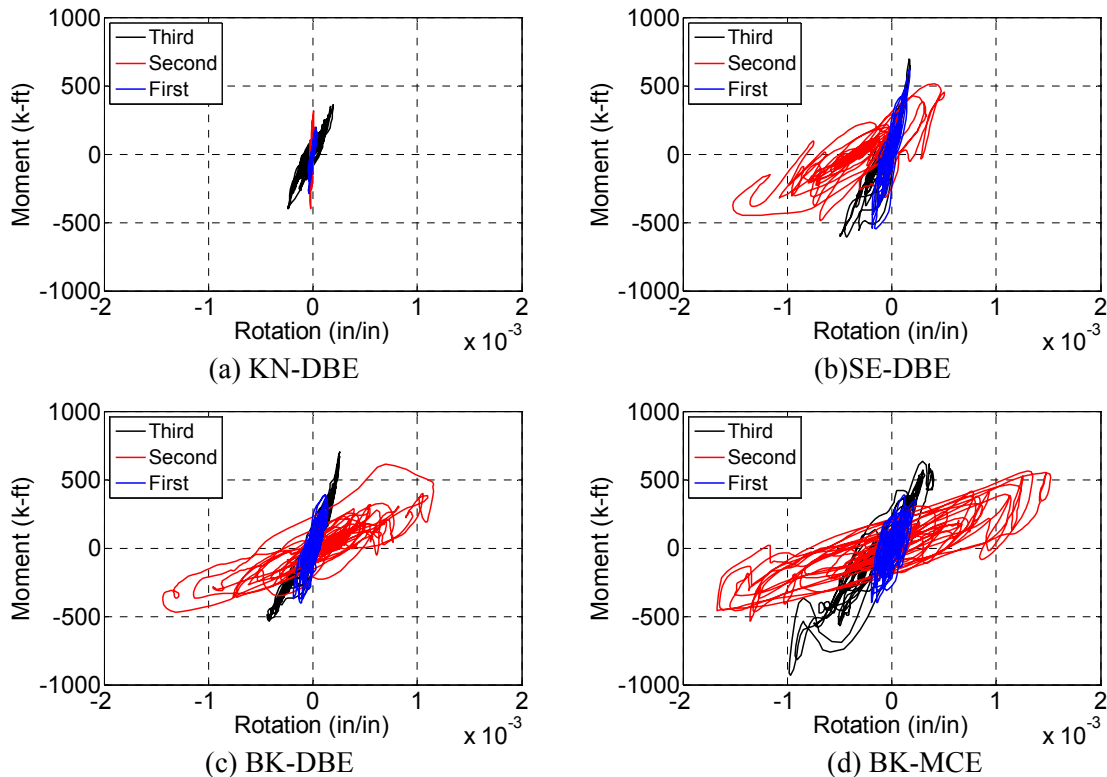 1000
500
0
-500
-1000
Moment (k-ft)
Third
Second
First
-2 -1 0 1 2
Rotation (in/in)
x 10-3
(a) KN-DBE
1000
500
0
-500
-1000
Moment (k-ft)
Third
Second
First
-2 -1 0 1 2
Rotation (in/in)
x 10-3
(b)SE-DBE
1000
500
0
-500
-1000
Moment (k-ft)
Third
Second
First
-2 -1 0 1 2
Rotation (in/in)
x 10-3
(c) BK-DBE
1000
500
0
-500
-1000
Moment (k-ft)
Third
Second
First
-2 -1 0 1 2
Rotation (in/in)
x 10-3
(d) BK-MCE